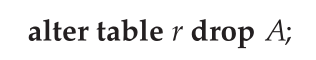 alter table r drop A;